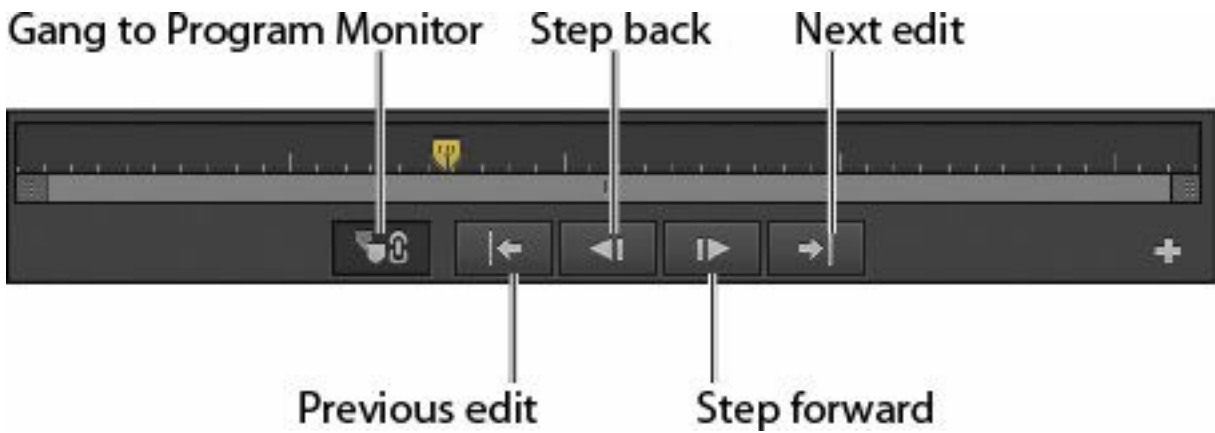 Gang to Program Monitor
Step back
Next edit
Previous edit
Step forward